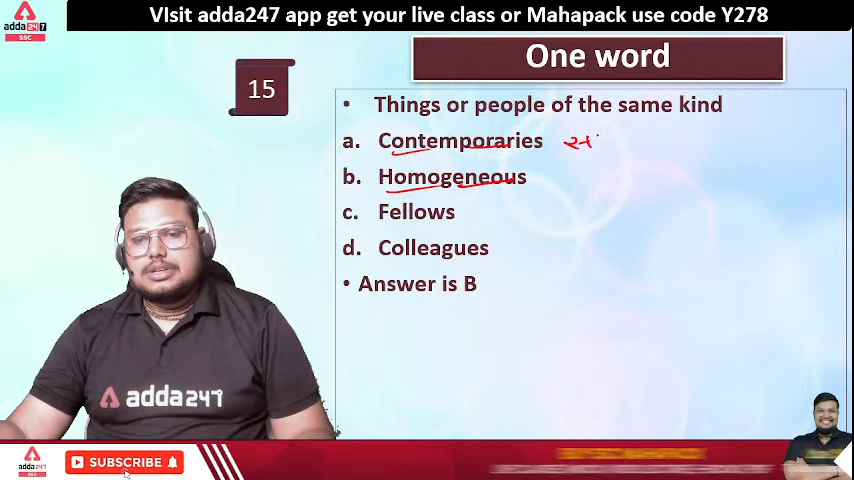 VIsit adda247 app get your live class or Mahapack use code Y278
adda247
SSC
One word
15
• Things or people of the same kind
a. Contemporaries
b. Homogeneous
c. Fellows
d. Colleagues
• Answer is B
adda247
adda247
SSC
SUBSCRIBE